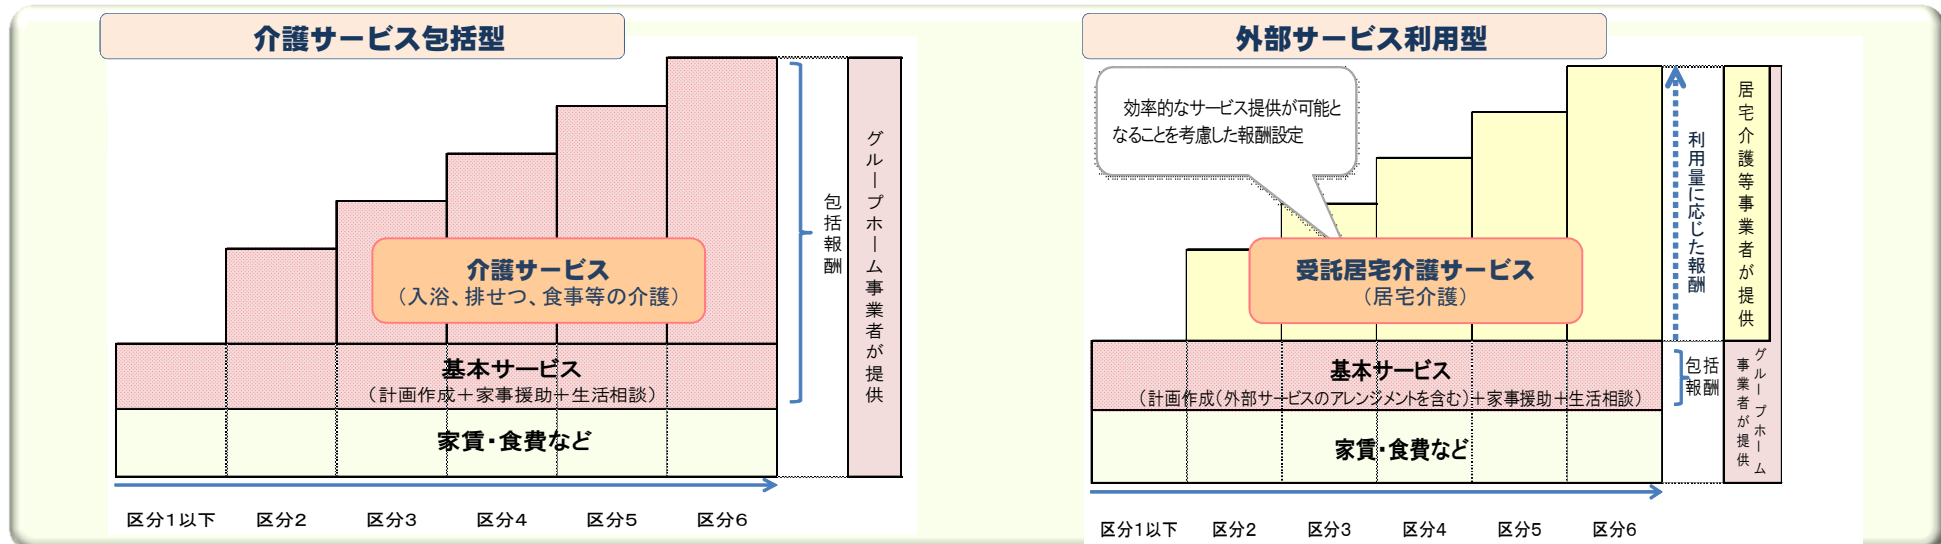 介護サービス包括型
介護サービス
（入浴、排せつ、食事等の介護）
基本サービス
（計画作成＋家事援助＋生活相談）
家賃・食費など
包括報酬
グループホーム事業者が提供
区分1以下
区分2
区分3
区分4
区分5
区分6
外部サービス利用型
効率的なサービス提供が可能と
なることを考慮した報酬設定
受託居宅介護サービス
（居宅介護）
基本サービス
（計画作成（外部サービスのアレンジメントを含む）＋家事援助＋生活相談）
家賃・食費など
利用量に応じた報酬
居宅介護等事業者が提供
包括
報酬
グループホーム
事業者が提供
区分1以下
区分2
区分3
区分4
区分5
区分6